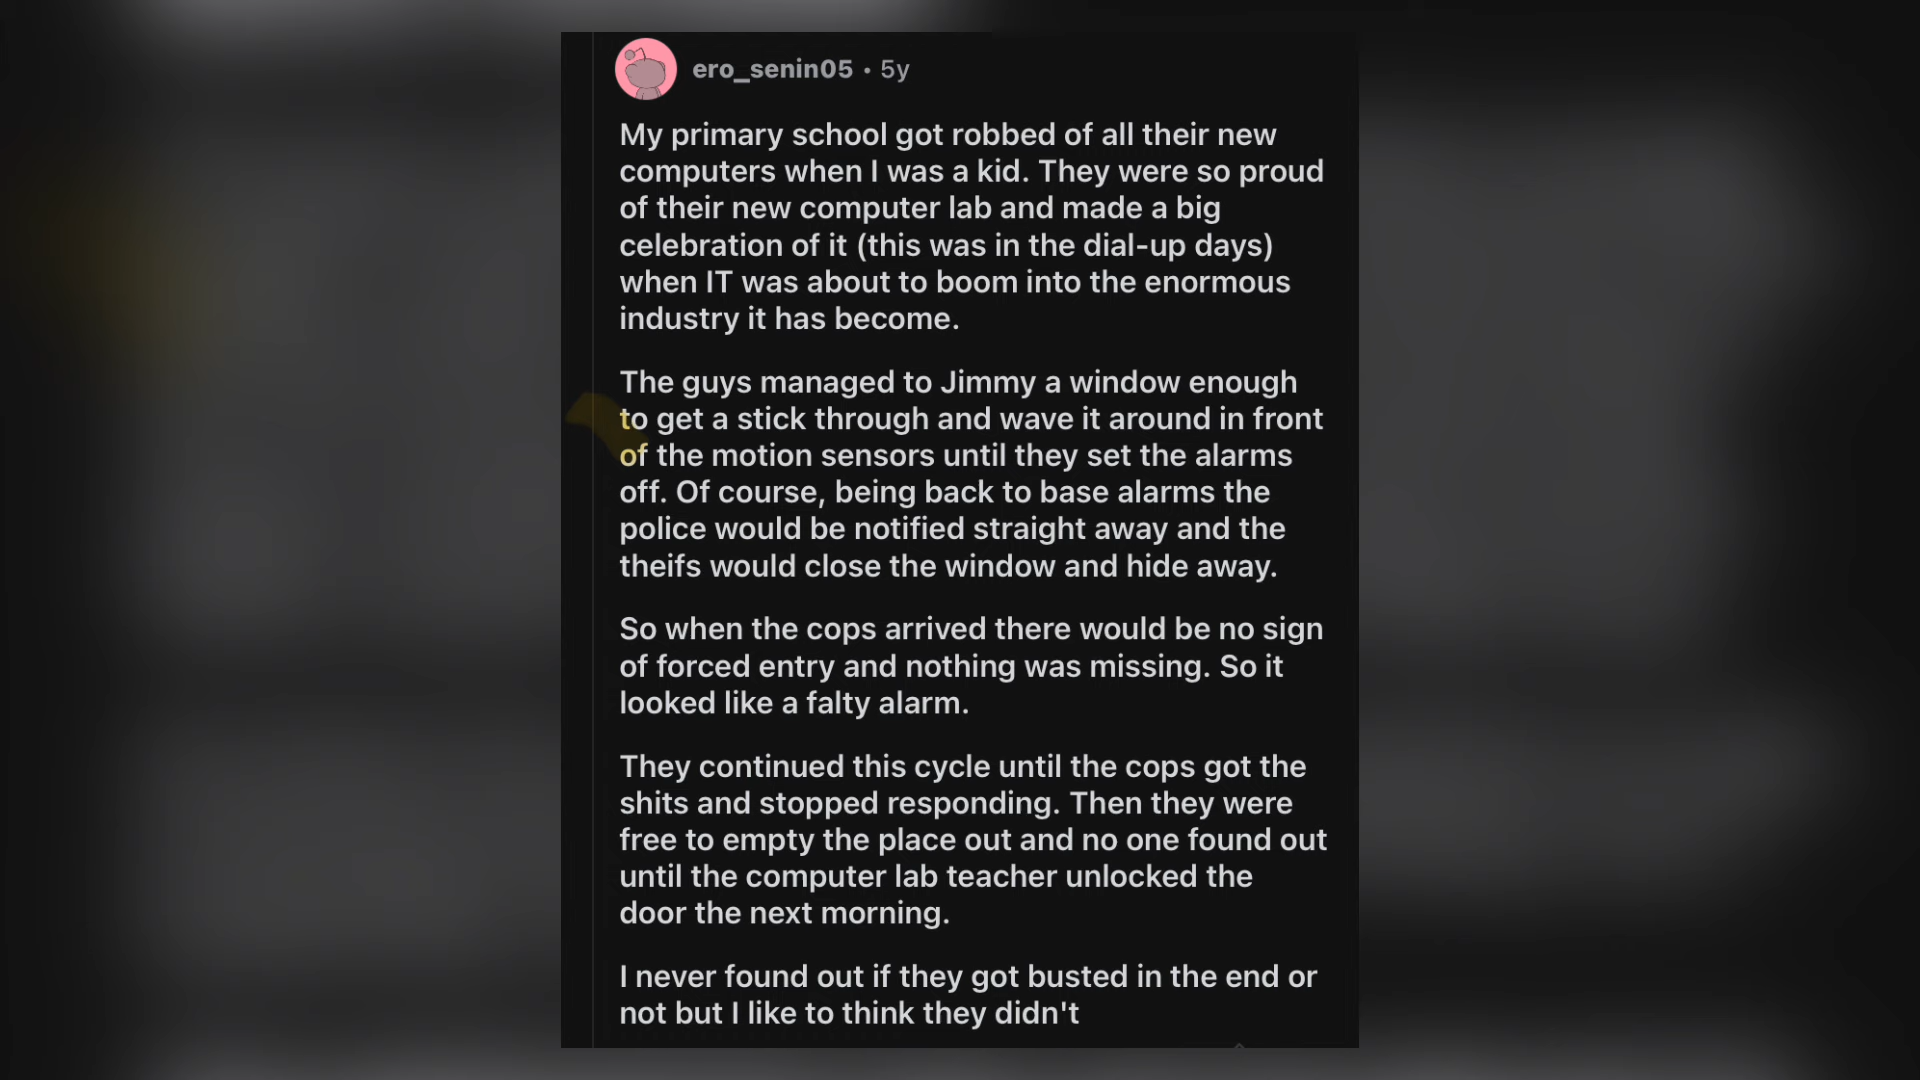 ero_senin05 • 5y
My primary school got robbed of all their new
computers when I was a kid. They were so proud
of their new computer lab and made a big
celebration of it (this was in the dial-up days)
when IT was about to boom into the enormous
industry it has become.
The guys managed to Jimmy a window enough
to get a stick through and wave it around in front
of the motion sensors until they set the alarms
off. Of course, being back to base alarms the
police would be notified straight away and the
theifs would close the window and hide away.
So when the cops arrived there would be no sign
of forced entry and nothing was missing. So it
looked like a falty alarm.
They continued this cycle until the cops got the
shits and stopped responding. Then they were
free to empty the place out and no one found out
until the computer lab teacher unlocked the
door the next morning.
I never found out if they got busted in the end or
not but I like to think they didn't